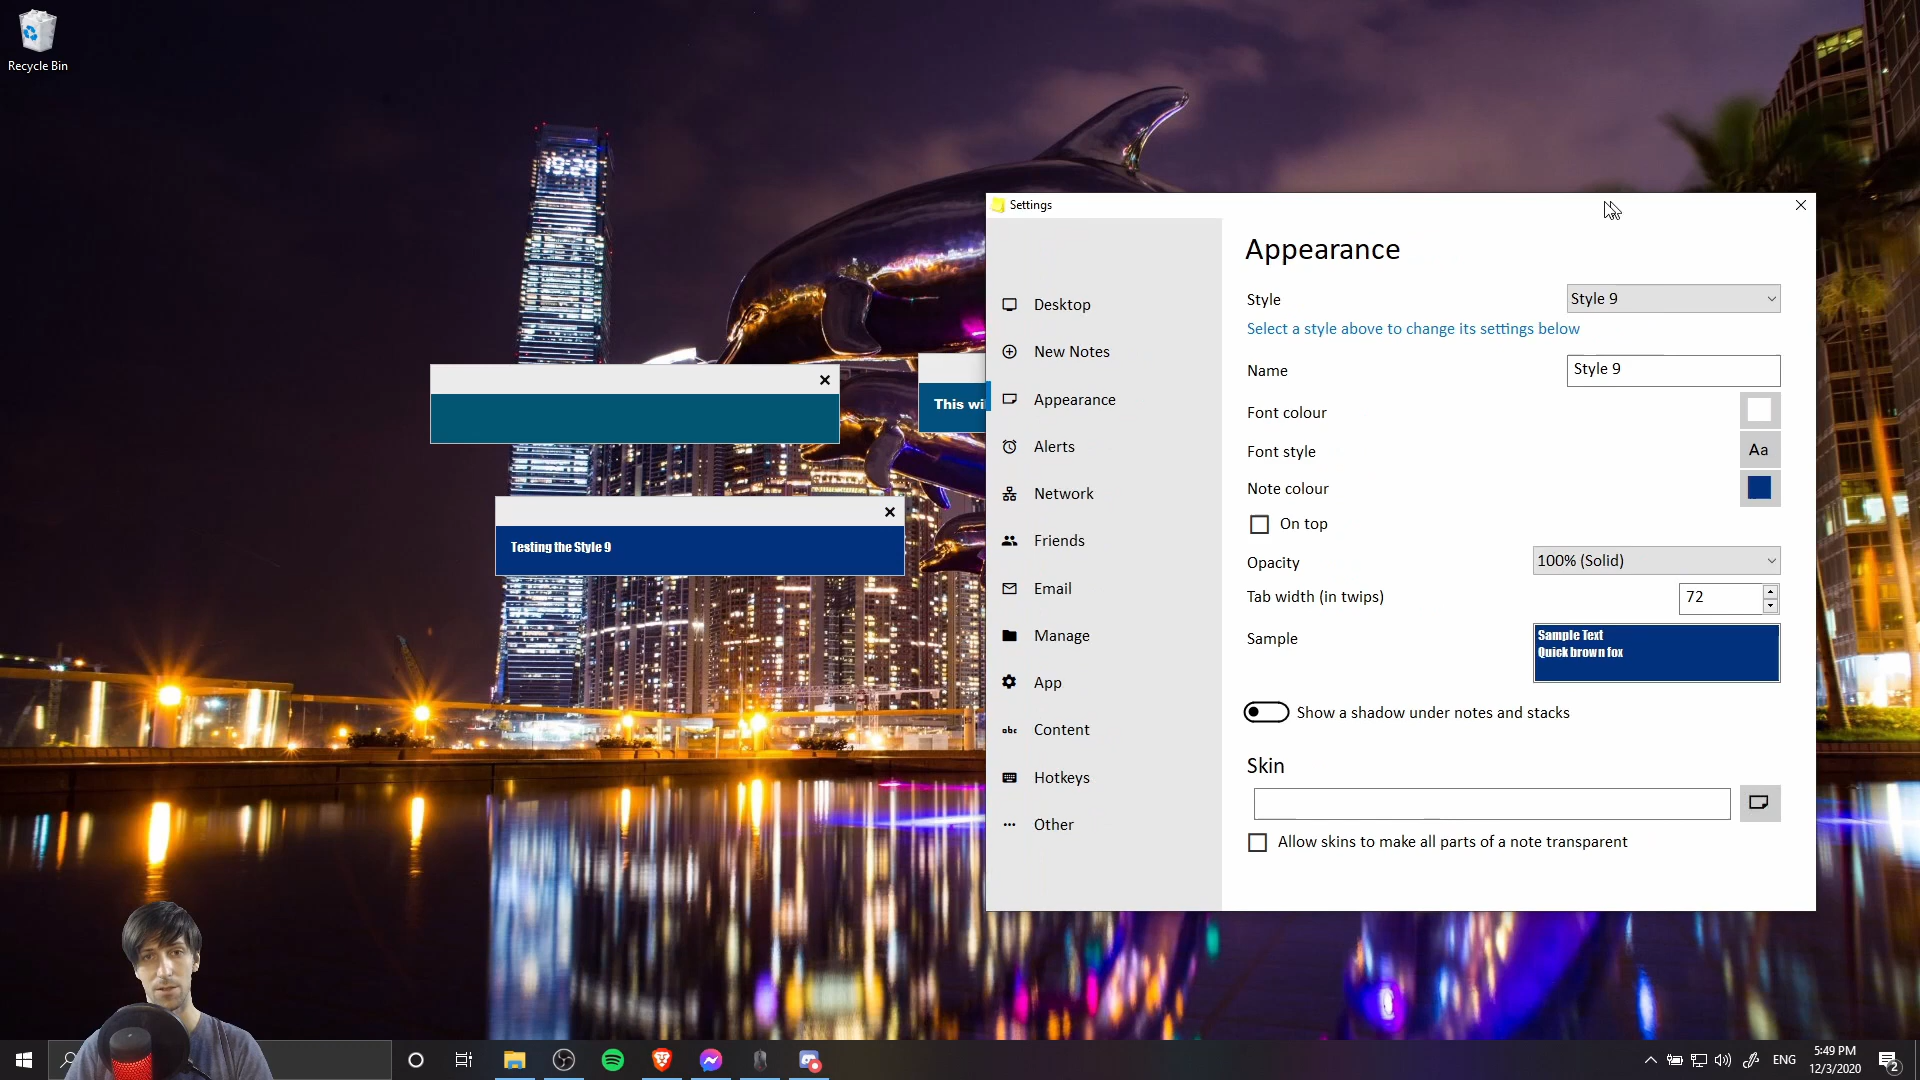 Recycle Bin
19:29
This wi
Testing the Style 9
Settings
Desktop
New Notes
Appearance
Alerts
Network
Friends
Email
Manage
App
Content
Hotkeys
Other
Appearance
Style
Style 9
Select a style above to change its settings below
Name
Style 9
Font colour
Font style
Aa
Note colour
On top
Opacity
100% (Solid)
Tab width (in twips)
72
Sample
Sample Text
Quick brown fox
Show a shadow under notes and stacks
Skin
Allow skins to make all parts of a note transparent
ENG
5:49 PM
12/3/2020
2